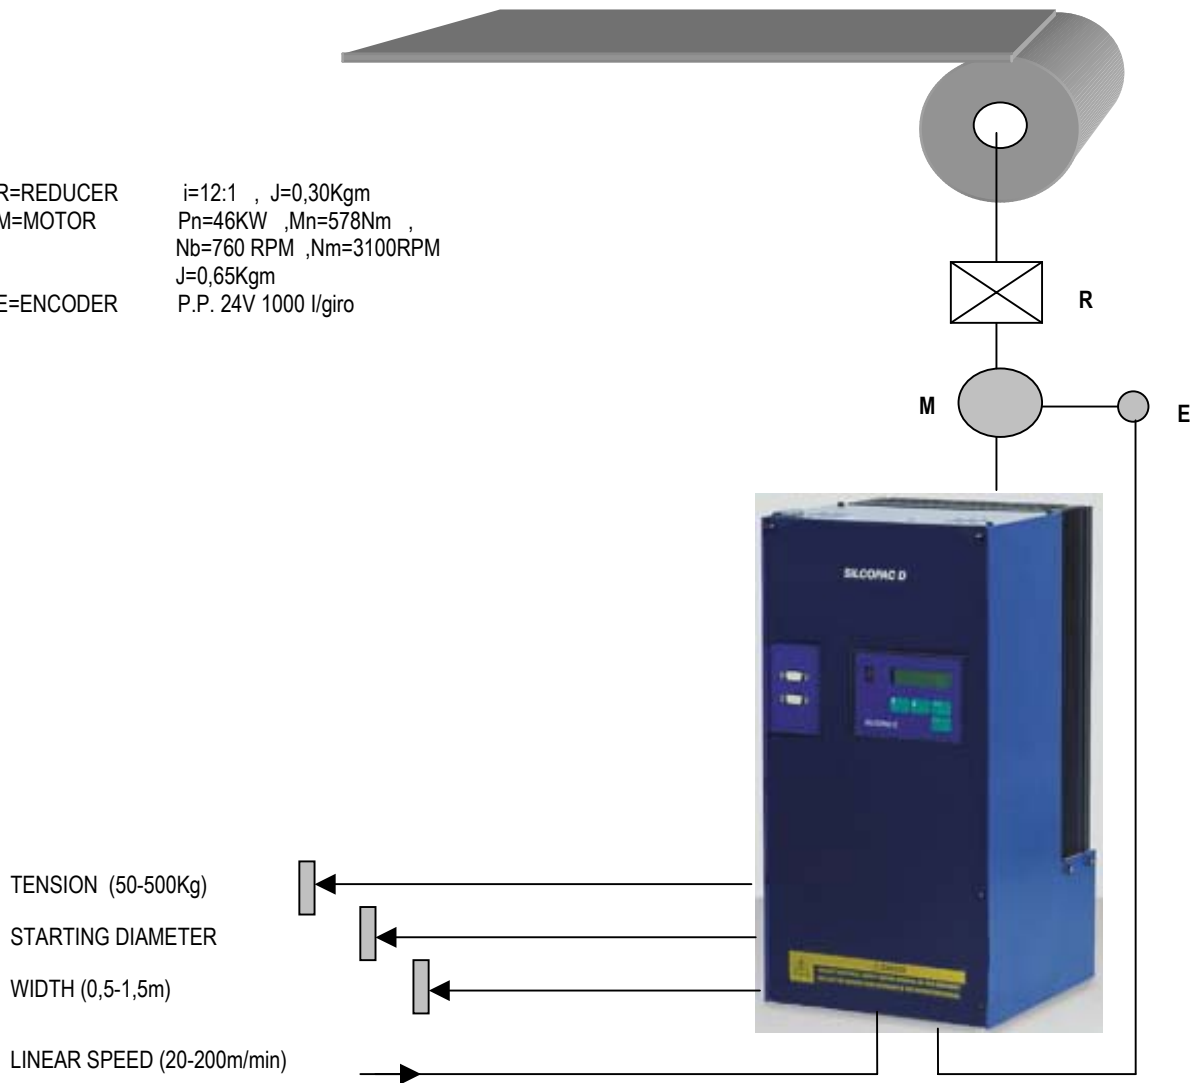 R=REDUCER i=12:1 , J=0,30Kgm
M=MOTOR Pn=46KW ,Mn=578Nm ,
Nb=760 RPM ,Nm=3100RPM
J=0,65Kgm
E=ENCODER P.P. 24V 1000 I/giro
R
M
E
SILCOPAC D
TENSION (50-500Kg)
STARTING DIAMETER
WIDTH (0,5-1,5m)
LINEAR SPEED (20-200m/min)